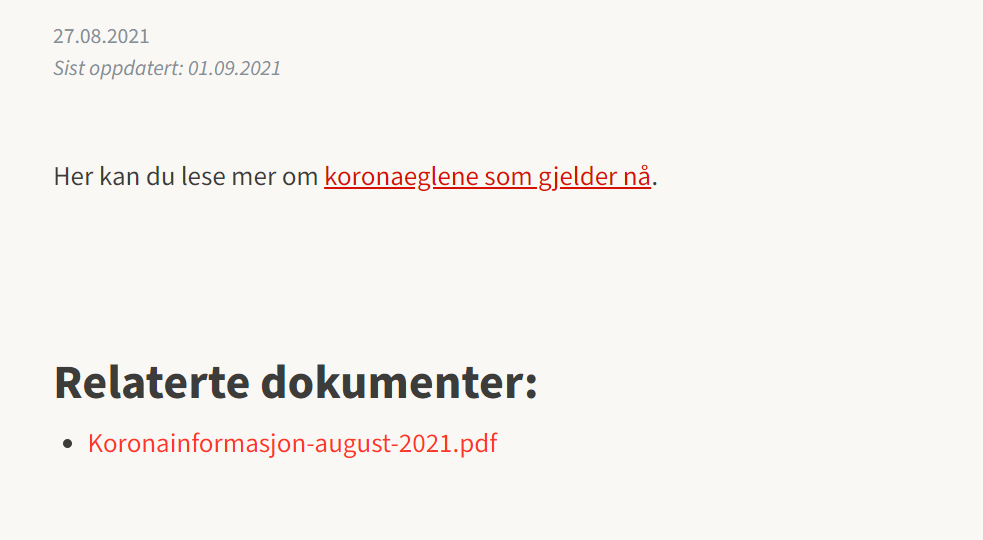 27.08.2021
Sist oppdatert: 01.09.2021
Her kan du lese mer om koronaeglene som gjelder nå.
Relaterte dokumenter:
• Koronainformasjon-august-2021.pdf